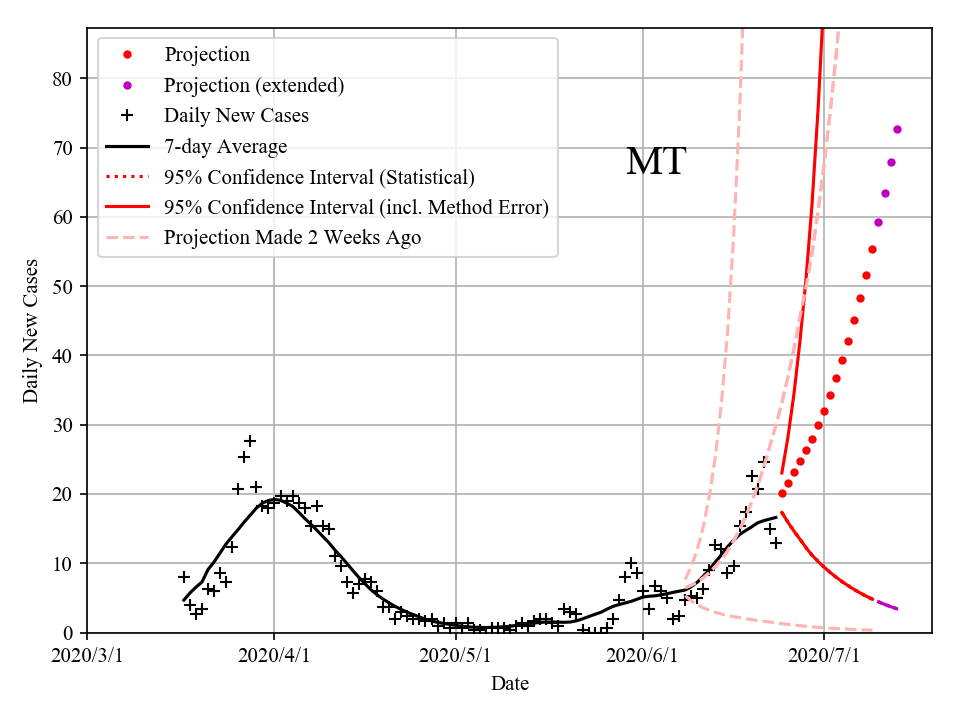 Projection
Projection (extended)
Daily New Cases
7-day Average
95% Confidence Interval (Statistical)
95% Confidence Interval (incl. Method Error)
Projection Made 2 Weeks Ago
MT
Daily New Cases
80
70
60
50
40
30
20
10
0
2020/3/1 2020/4/1 2020/5/1 2020/6/1 2020/7/1
Date